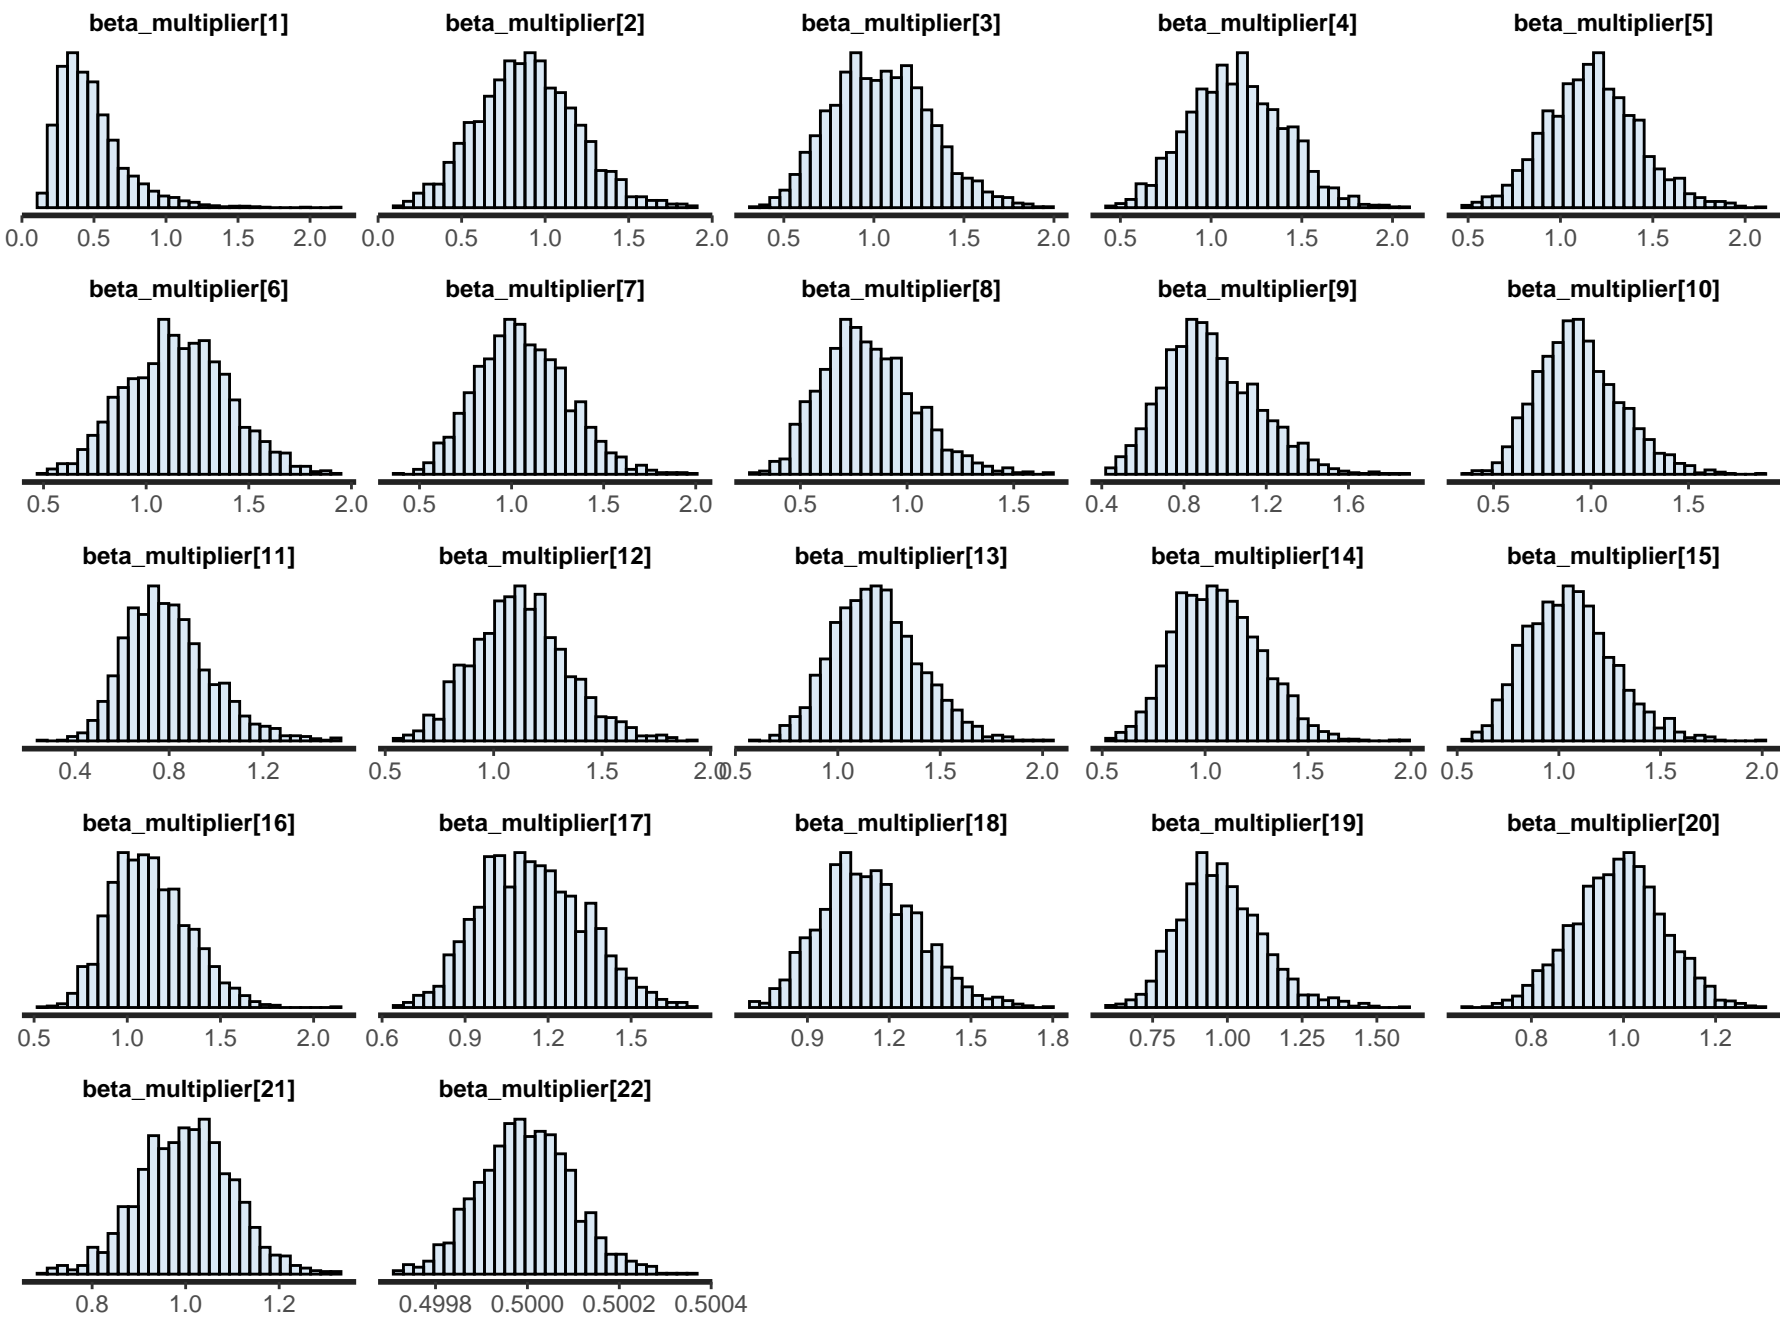 beta_multiplier[1] beta_multiplier[2] beta_multiplier[3] beta_multiplier[4] beta_multiplier[5]
0.0 0.5 1.0 1.5 2.0 0.0 0.5 1.0 1.5 2.0 0.5 1.0 1.5 2.0 0.5 1.0 1.5 2.0 0.5 1.0 1.5 2.0
beta_multiplier[6] beta_multiplier[7] beta_multiplier[8] beta_multiplier[9] beta_multiplier[10]
0.5 1.0 1.5 2.0 0.5 1.0 1.5 2.0 0.5 1.0 1.5 0.4 0.8 1.2 1.6 0.5 1.0 1.5
beta_multiplier[11] beta_multiplier[12] beta_multiplier[13] beta_multiplier[14] beta_multiplier[15]
0.4 0.8 1.2 0.5 1.0 1.5 2.0 0.5 1.0 1.5 2.0 0.5 1.0 1.5 2.0 0.5 1.0 1.5 2.0
beta_multiplier[16] beta_multiplier[17] beta_multiplier[18] beta_multiplier[19] beta_multiplier[20]
0.5 1.0 1.5 2.0 0.6 0.9 1.2 1.5 0.9 1.2 1.5 1.8 0.75 1.00 1.25 1.50 0.8 1.0 1.2
beta_multiplier[21] beta_multiplier[22]
0.8 1.0 1.2 0.4998 0.5000 0.5002 0.5004